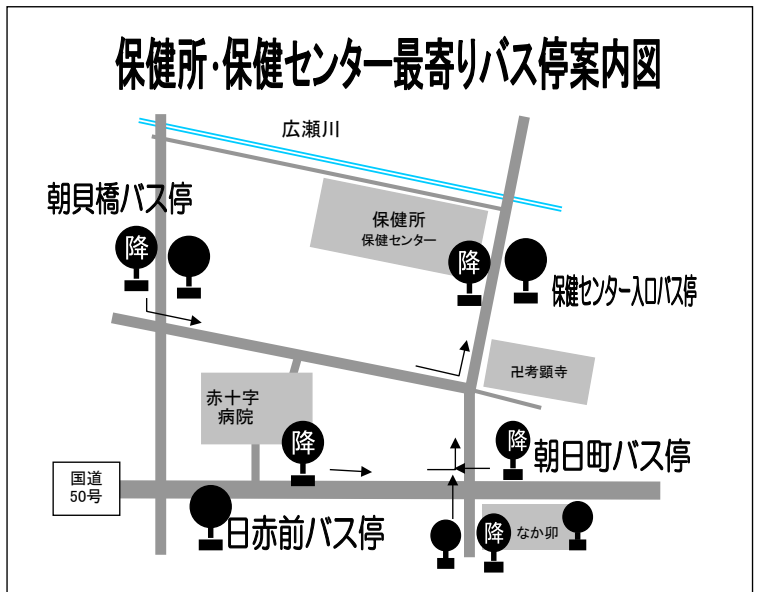 保健所・保健センター最寄りバス停案内図
広瀬川
朝貝橋バス停
降
保健所
保健センター
降
保健センター入口バス停
卍考顕寺
赤十字
病院
降
降
朝日町バス停
国道
50号
日赤前バス停
降
なか卯